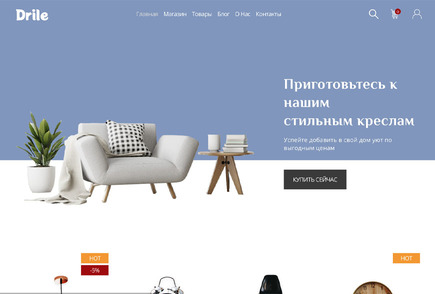 Drile
Главная Магазин Товары Блог О Нас Контакты
Приготовьтесь к
нашим
стильным креслам
Успейте добавить в свой дом уют по
выгодным ценам
КУПИТЬ СЕЙЧАС
HOT
HOT
-5%